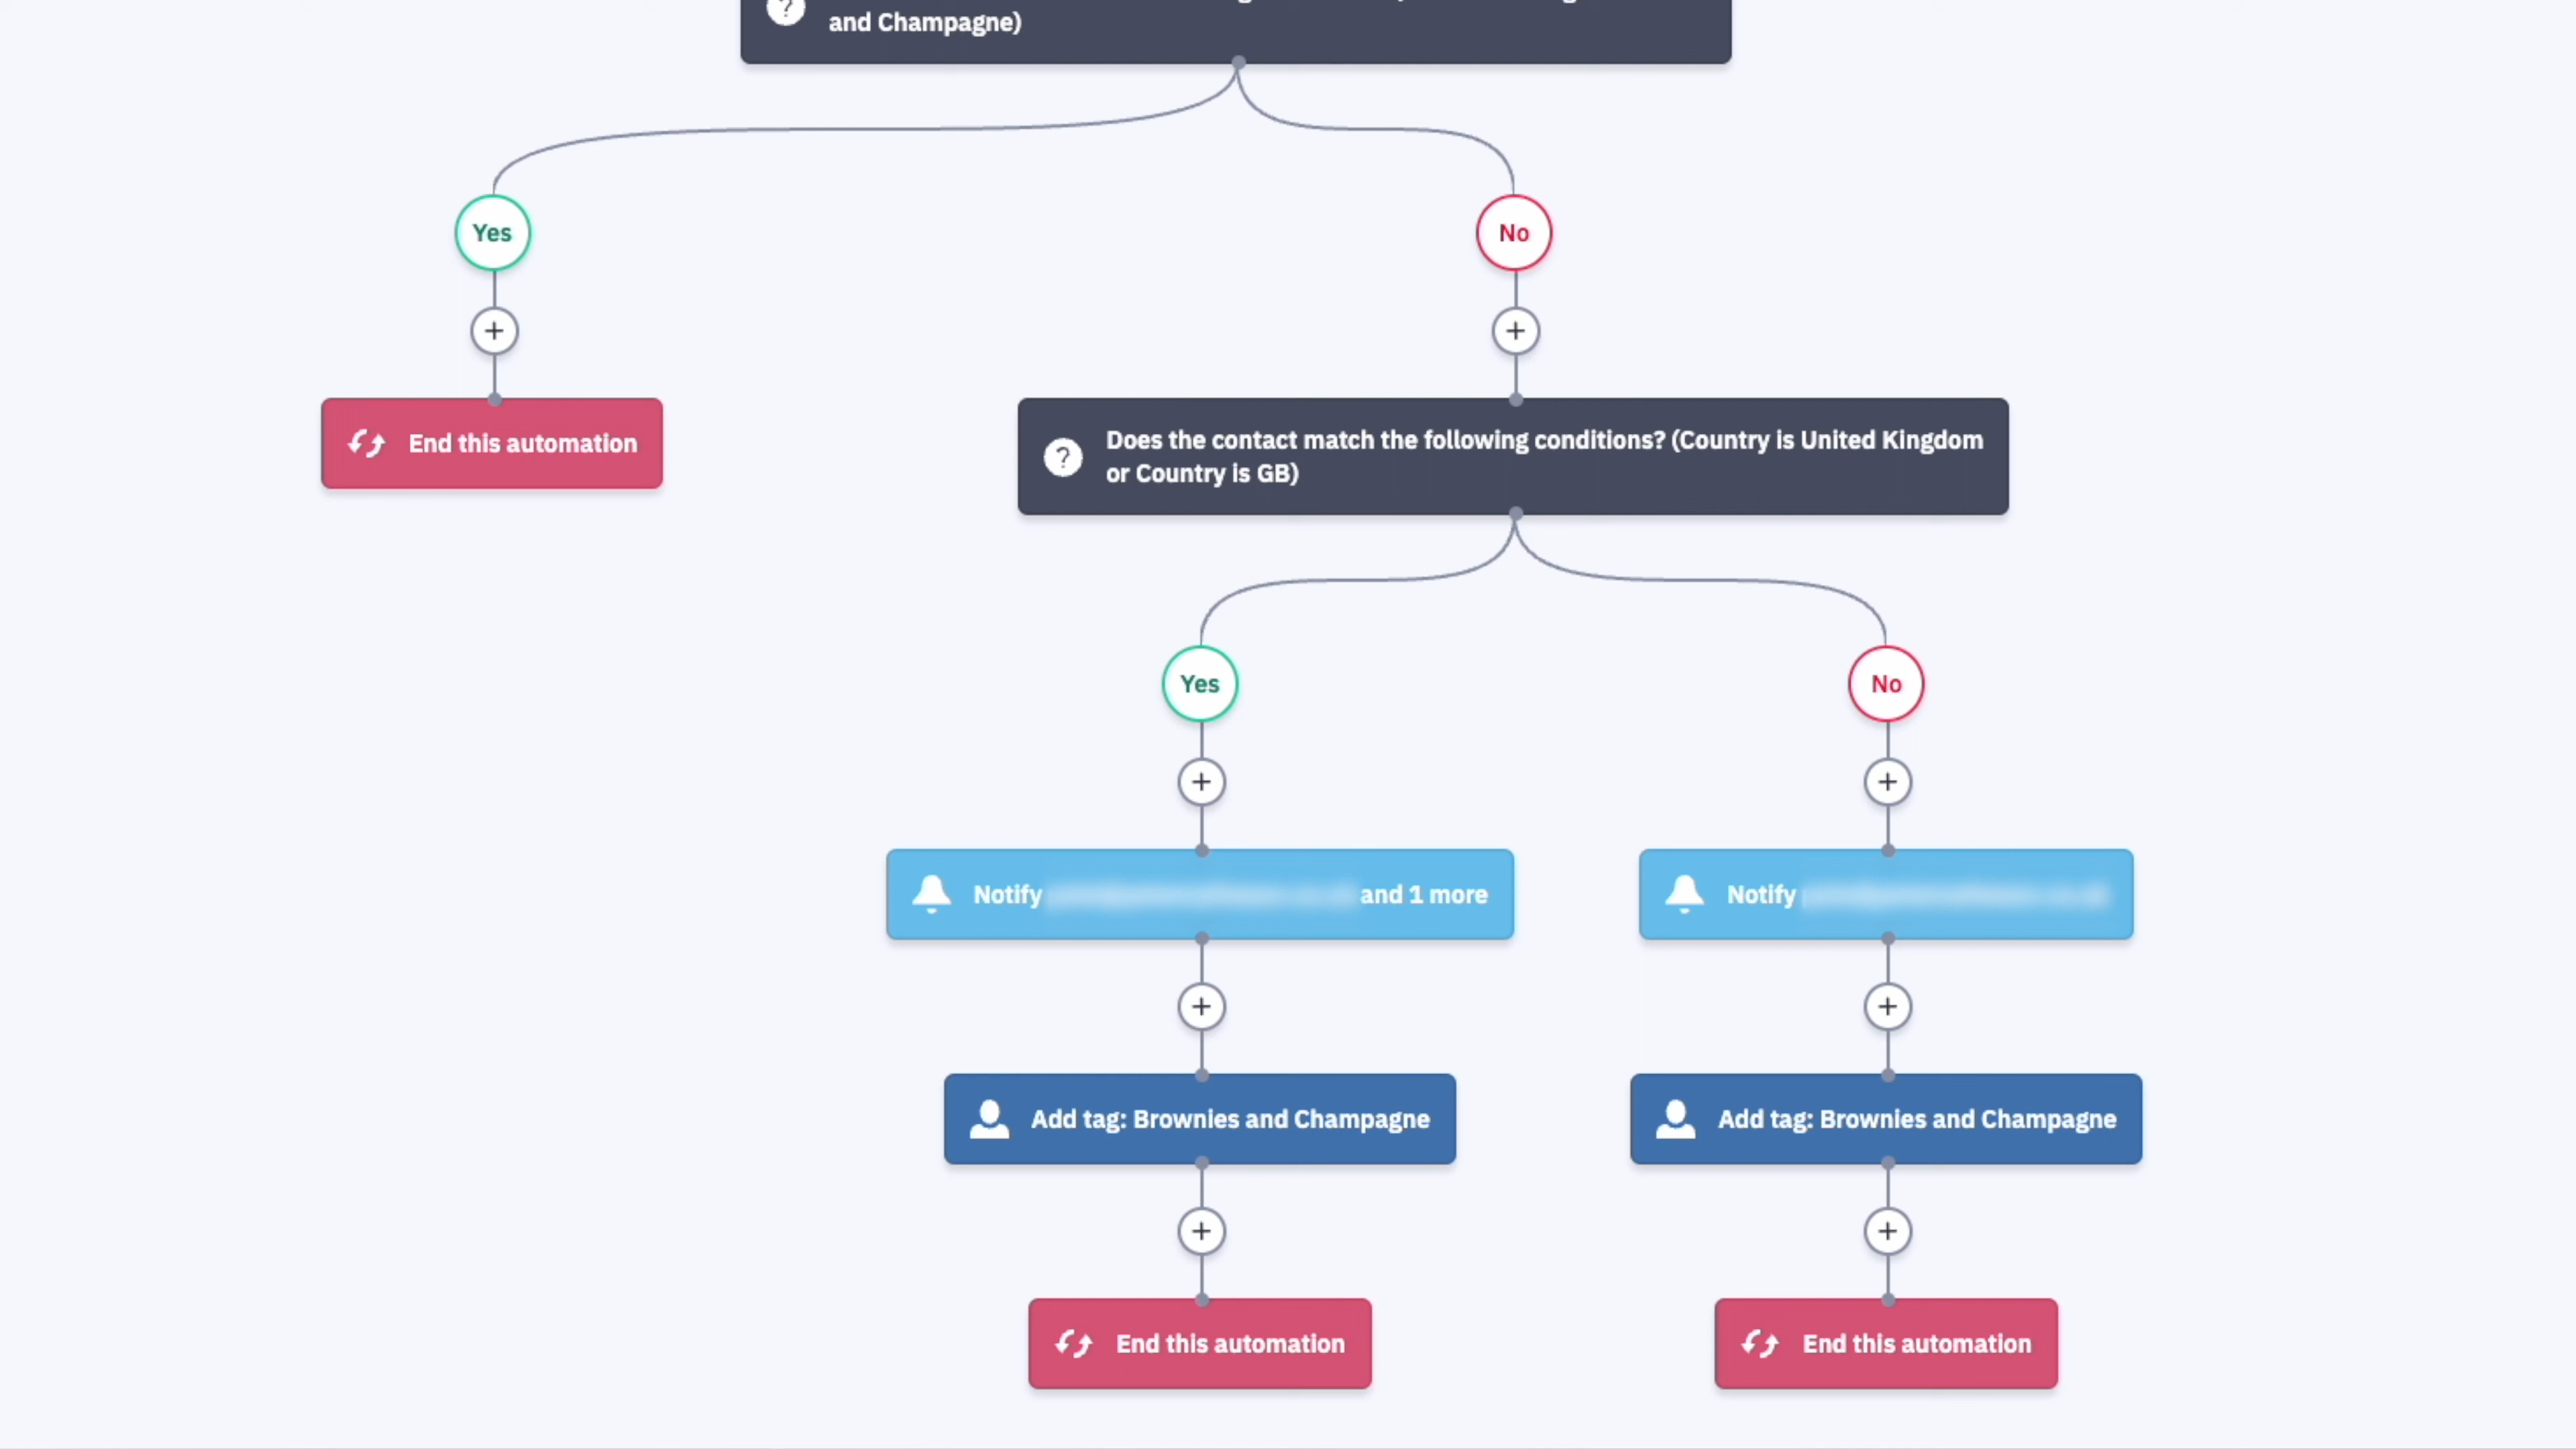 and Champagne)
Yes
No
End this automation
Does the contact match the following conditions? (Country is United Kingdom
or Country is GB)
Yes
No
Notify and 1 more
Notify
Add tag: Brownies and Champagne
Add tag: Brownies and Champagne
End this automation
End this automation